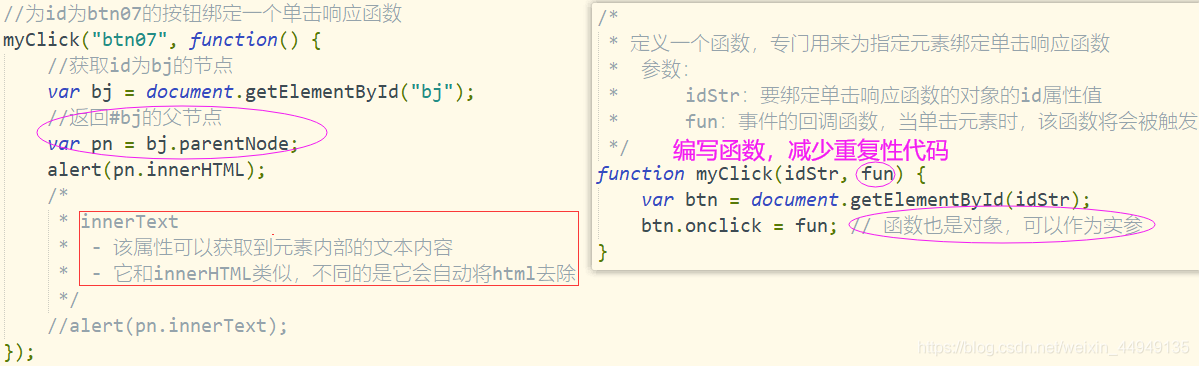 //为id为btn07的按钮绑定一个单击响应函数
myClick("btn07", function() {
//获取id为bj的节点
var bj = document.getElementById("bj");
//返回#bj的父节点
var pn = bj.parentNode;
alert(pn.innerHTML);
/*
* innerText
* - 该属性可以获取到元素内部的文本内容
* - 它和innerHTML类似，不同的是它会自动将html去除
*/
//alert(pn.innerText);
});
/*
* 定义一个函数，专门用来为指定元素绑定单击响应函数
* 参数：
* idStr：要绑定单击响应函数的对象的id属性值
* fun：事件的回调函数，当单击元素时，该函数将会被触发
*/
编写函数，减少重复性代码
function myClick(idStr, fun) {
var btn = document.getElementById(idStr);
btn.onclick = fun; // 函数也是对象，可以作为实参
}
https://blog.csdn.net/weixin_44949135